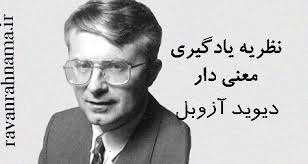 نظریه یادگیری
معنی دار
دیوید آزوبل
ravanrahnama.ir